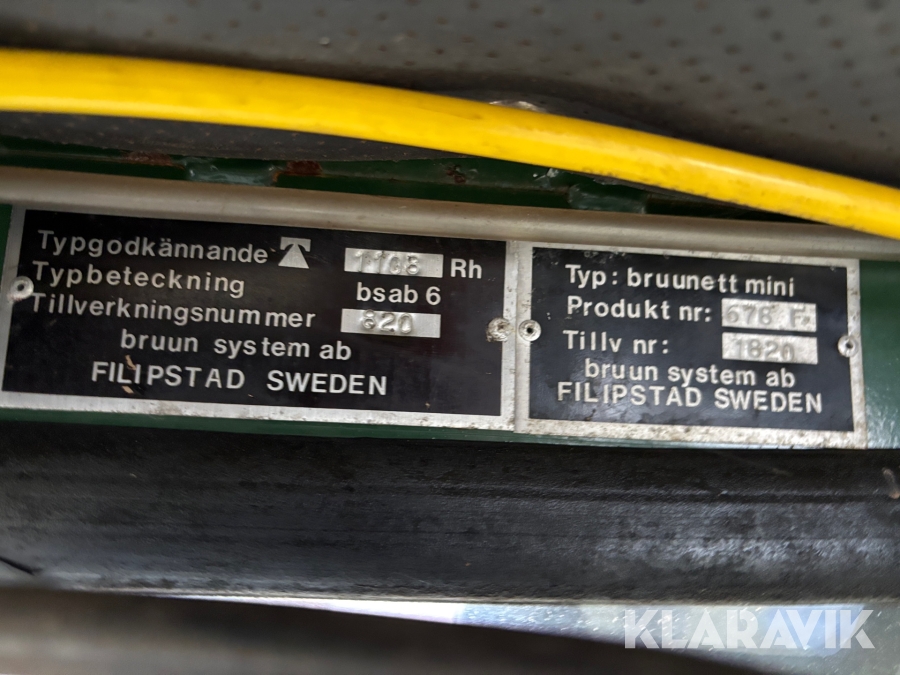 Typgodkännande 1108 Rh
Typbeteckning bsab 6
Tillverkningsnummer 820
bruun system ab
FILIPSTAD SWEDEN
Typ: bruunett mini
Produkt nr: 678 F
Tillv nr: 1820
bruun system ab
FILIPSTAD SWEDEN
KLARAVIK